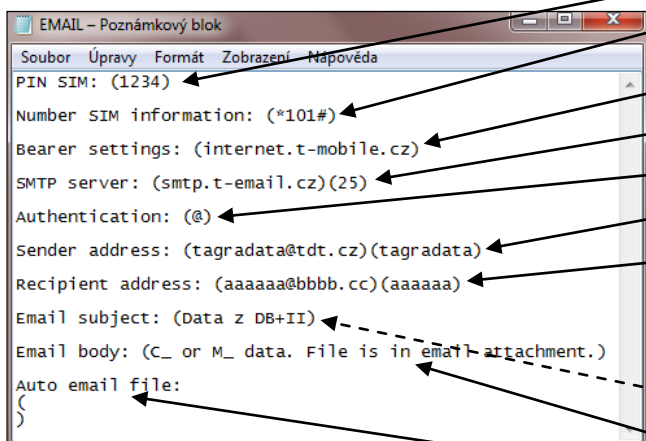 EMAIL – Poznámkový blok
Soubor Úpravy Formát Zobrazení Nápověda
PIN SIM: (1234)
Number SIM information: (*101#)
Bearer settings: (internet.t-mobile.cz)
SMTP server: (smtp.t-email.cz)(25)
Authentication: (@)
Sender address: (tagradata@tdt.cz)(tagradata)
Recipient address: (aaaaaa@bbbb.cc)(aaaaaa)
Email subject: (Data z DB+II)
Email body: (C_ or M_ data. File is in email attachment.)
Auto email file:
(
)